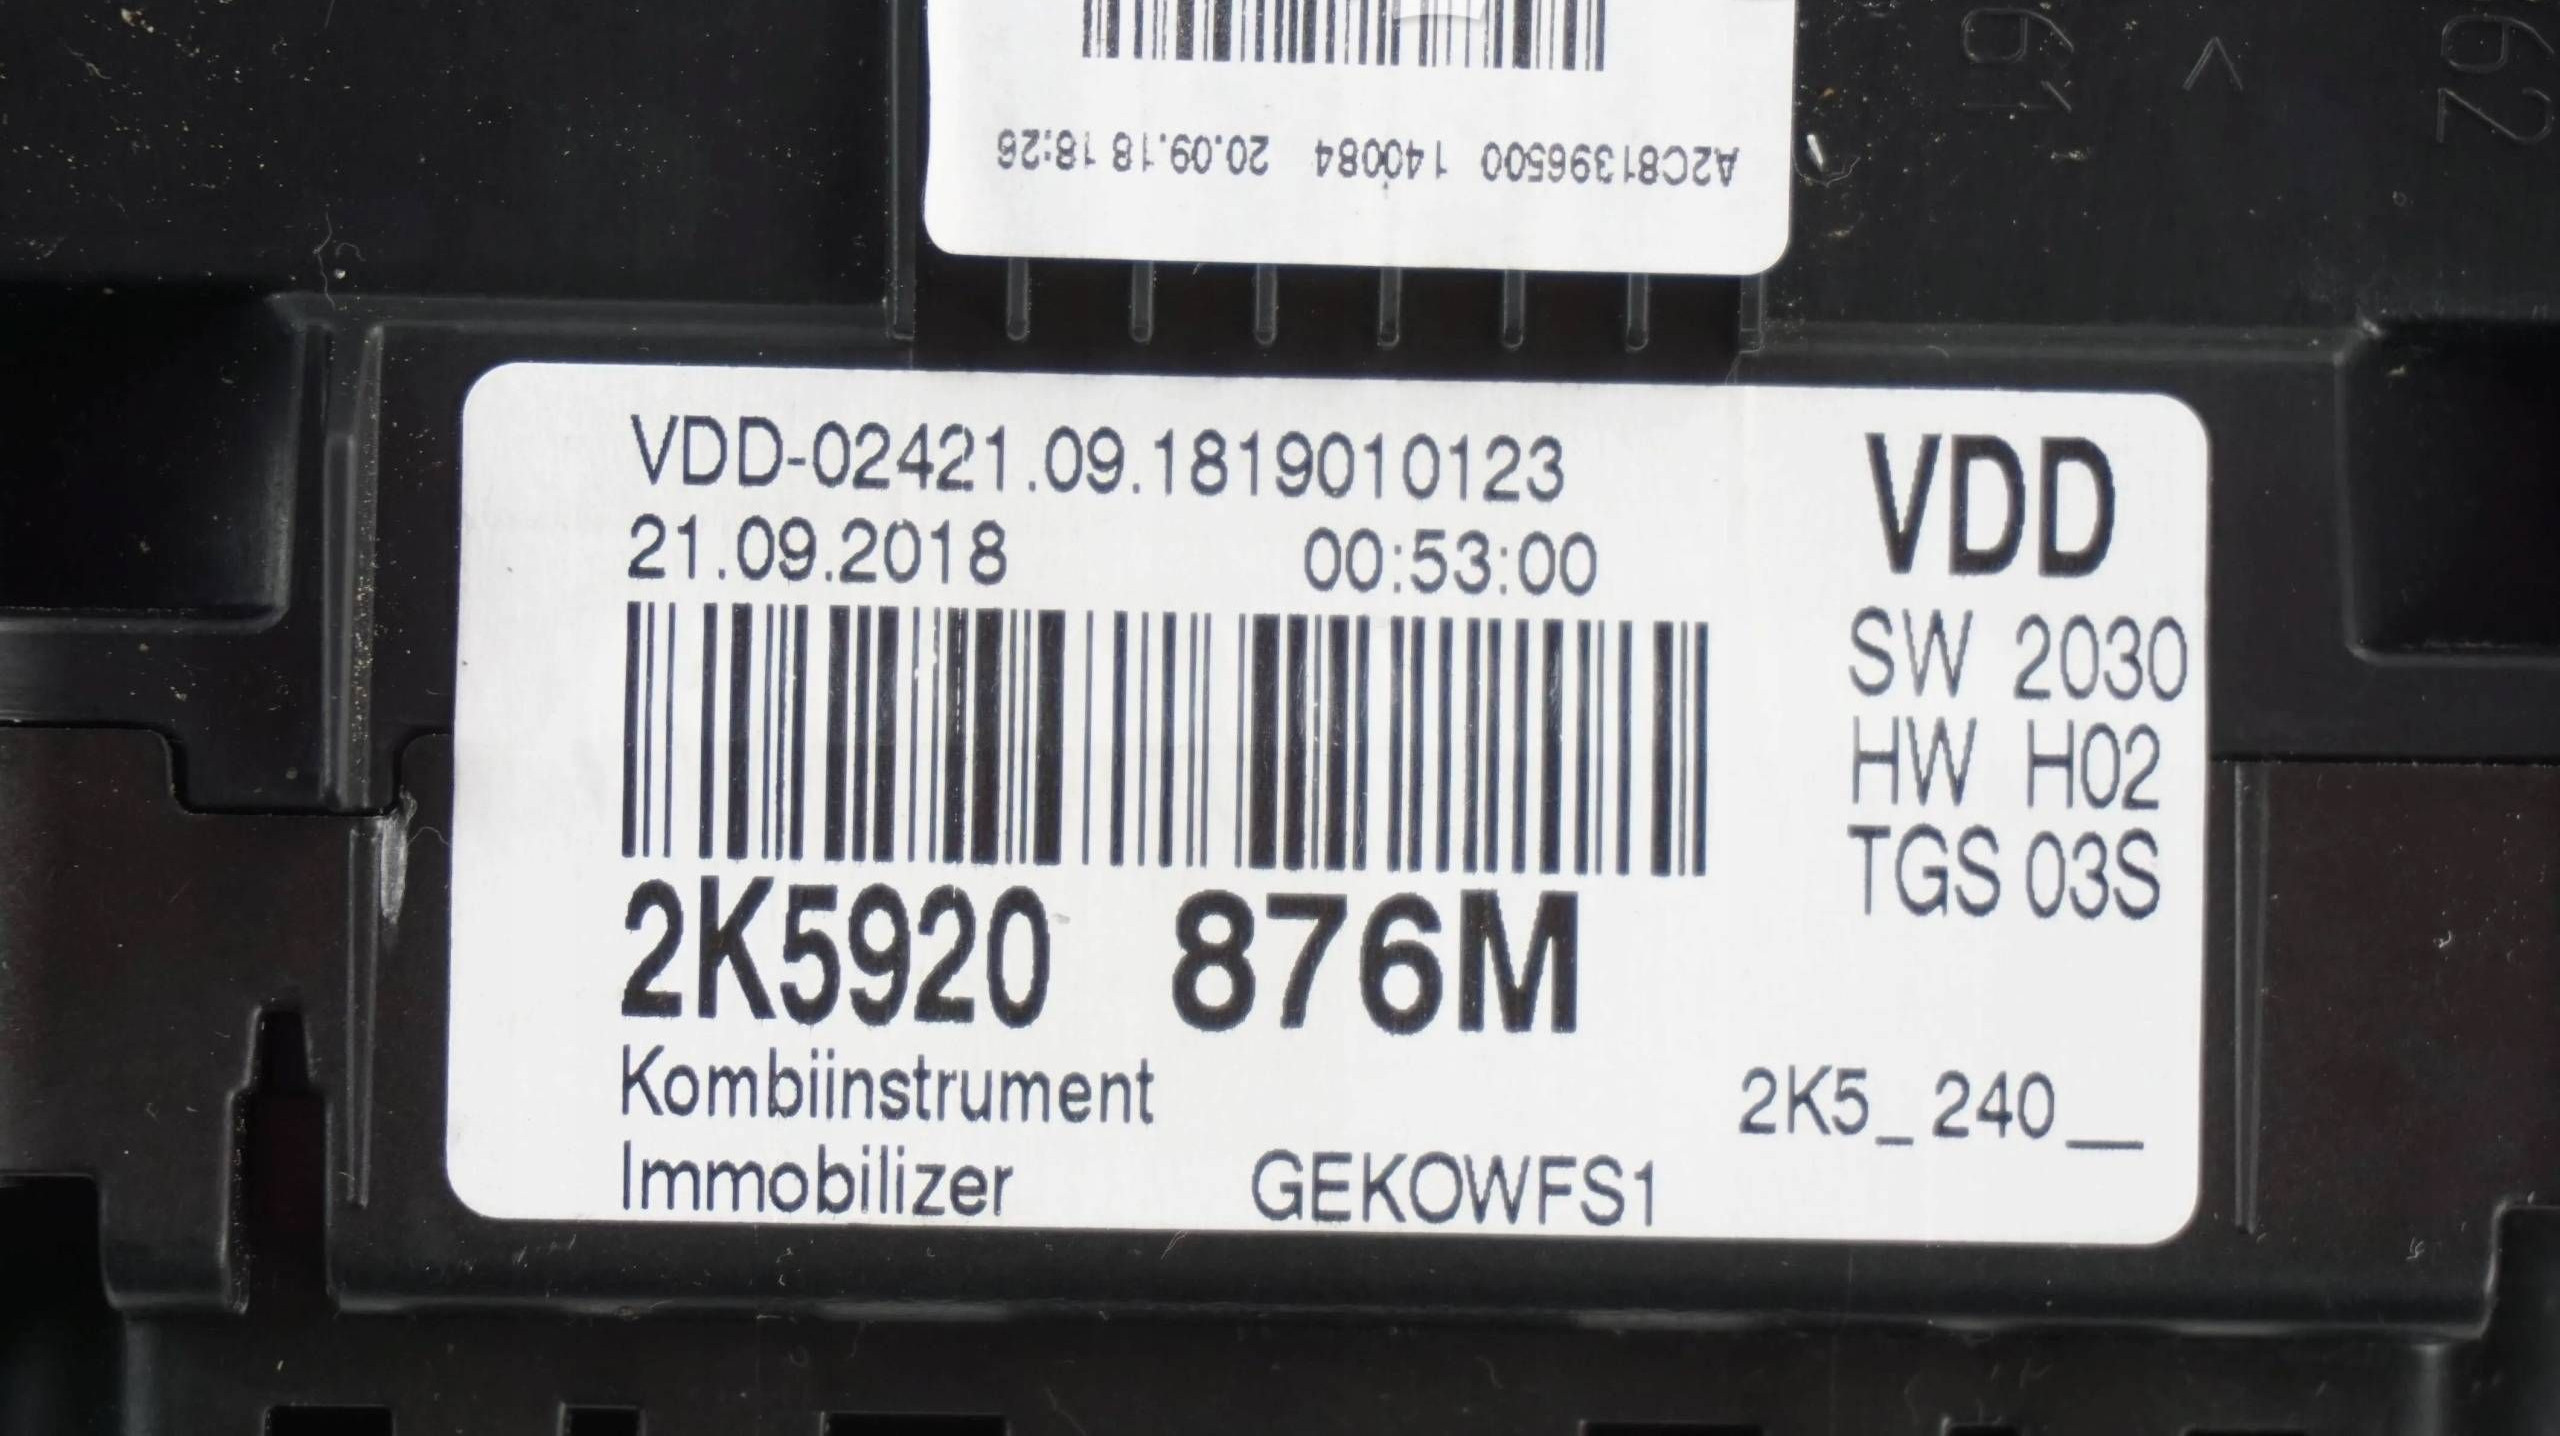 A2C81396500 140084 20.09.18 18:26
VDD-02421.09.1819010123
21.09.2018 00:53:00
VDD
SW 2030
HW H02
TGS 03S
2K5920 876M
Kombiinstrument
2K5_240__
Immobilizer GEKOWFS1